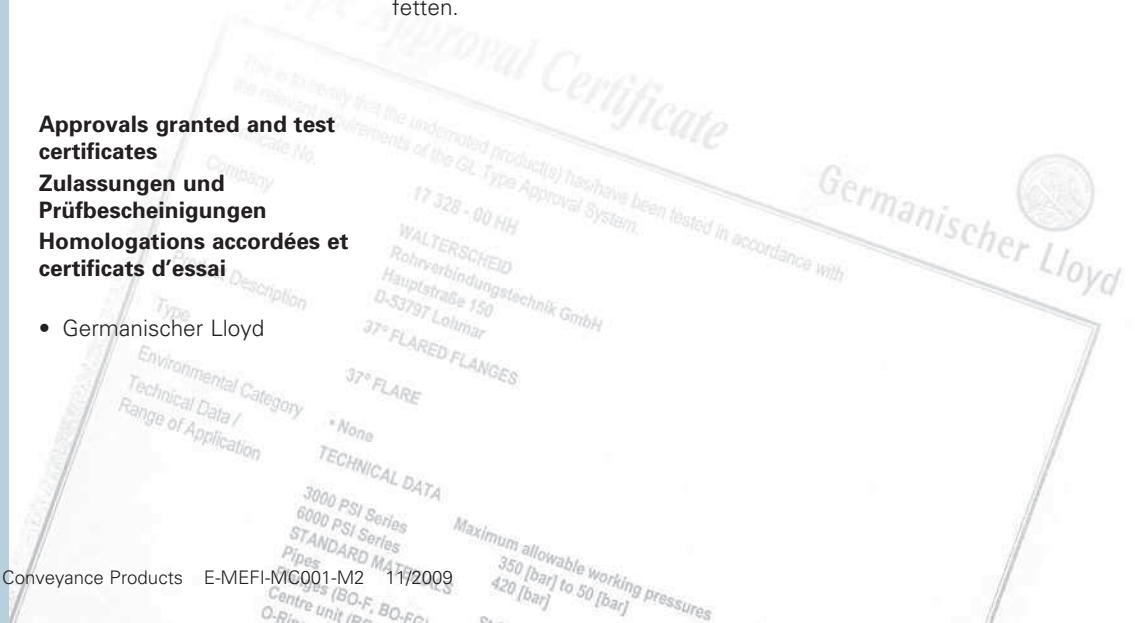 fetten.
Type Approval Certificate
Germanischer Lloyd
This is to certify that the undernoted product(s) has/have been tested in accordance with
the relevant requirements of the GL Type Approval System.
Approvals granted and test
certificates
Zulassungen und
Prüfbescheinigungen
Homologations accordées et
certificats d'essai
• Germanischer Lloyd
Certificate No.
17 328 - 00 HH
Company
WALTERSCHEID
Rohrverbindungstechnik GmbH
Hauptstraße 150
D-53797 Lohmar
Product Description
37° FLARED FLANGES
Type
37° FLARE
Environmental Category
• None
Technical Data /
Range of Application
TECHNICAL DATA
Maximum allowable working pressures
3000 PSI Series
350 [bar] to 50 [bar]
6000 PSI Series
420 [bar]
STANDARD MATERIALS
Pipes
(BO-F, BO-FG)
Centre unit
Conveyance Products E-MEFI-MC001-M2 11/2009